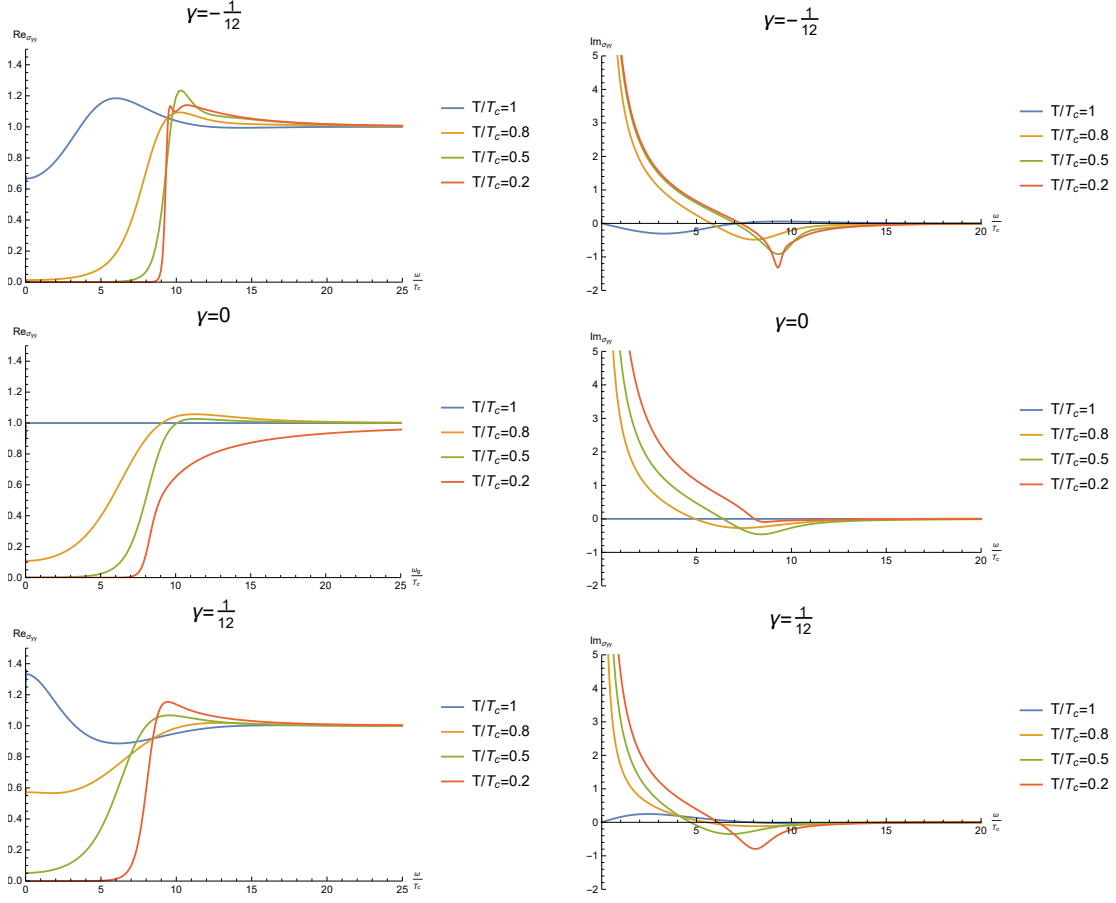 γ=-1/12
Re_σyy
1.4
1.2
1.0
0.8
0.6
0.4
0.2
0.0
0 5 10 15 20 25
ω/T_c
T/T_c=1
T/T_c=0.8
T/T_c=0.5
T/T_c=0.2
γ=-1/12
Im_σyy
5
4
3
2
1
0
-1
-2
5 10 15 20
ω/T_c
T/T_c=1
T/T_c=0.8
T/T_c=0.5
T/T_c=0.2
γ=0
Re_σyy
1.4
1.2
1.0
0.8
0.6
0.4
0.2
0.0
0 5 10 15 20 25
ω_g/T_c
T/T_c=1
T/T_c=0.8
T/T_c=0.5
T/T_c=0.2
γ=0
Im_σyy
5
4
3
2
1
0
-1
-2
5 10 15 20
ω/T_c
T/T_c=1
T/T_c=0.8
T/T_c=0.5
T/T_c=0.2
γ=1/12
Re_σyy
1.4
1.2
1.0
0.8
0.6
0.4
0.2
0.0
0 5 10 15 20 25
ω/T_c
T/T_c=1
T/T_c=0.8
T/T_c=0.5
T/T_c=0.2
γ=1/12
Im_σyy
5
4
3
2
1
0
-1
-2
5 10 15 20
ω/T_c
T/T_c=1
T/T_c=0.8
T/T_c=0.5
T/T_c=0.2